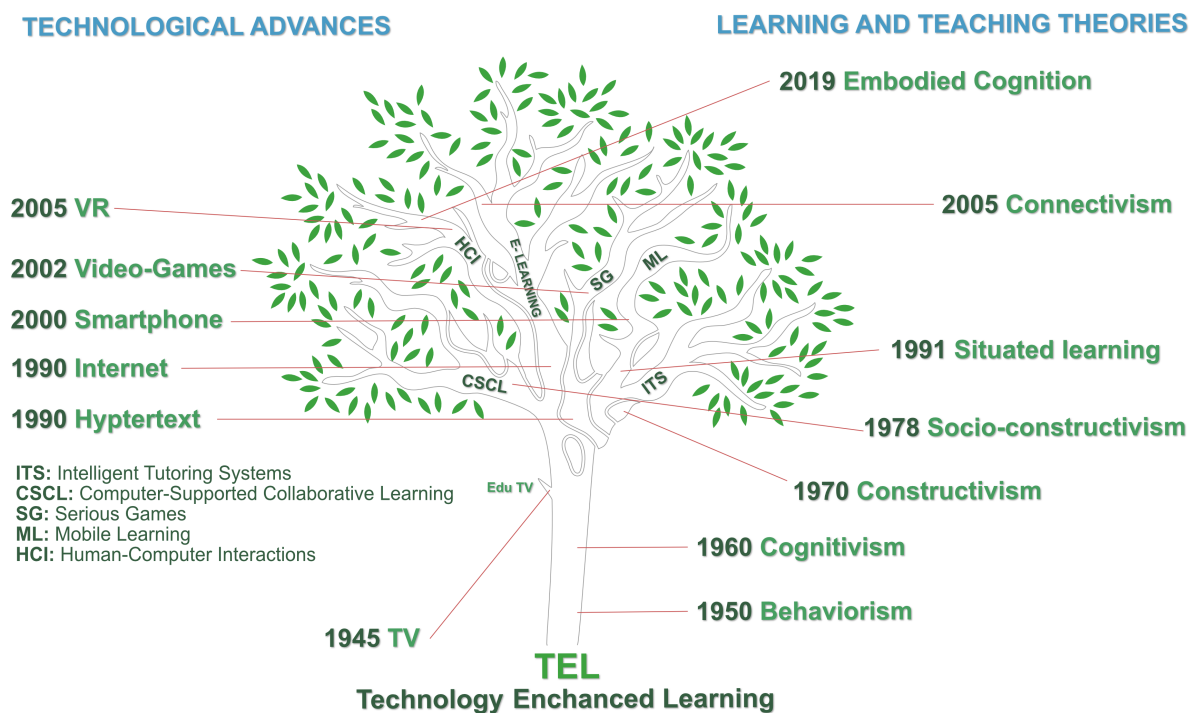 TECHNOLOGICAL ADVANCES
LEARNING AND TEACHING THEORIES
2019 Embodied Cognition
2005 VR
2005 Connectivism
HCI
E- LEARNING
SG
ML
2002 Video-Games
2000 Smartphone
1990 Internet
1991 Situated learning
CSCL
ITS
1990 Hyptertext
1978 Socio-constructivism
ITS: Intelligent Tutoring Systems
CSCL: Computer-Supported Collaborative Learning
SG: Serious Games
ML: Mobile Learning
HCI: Human-Computer Interactions
Edu TV
1970 Constructivism
1960 Cognitivism
1950 Behaviorism
1945 TV
TEL
Technology Enchanced Learning